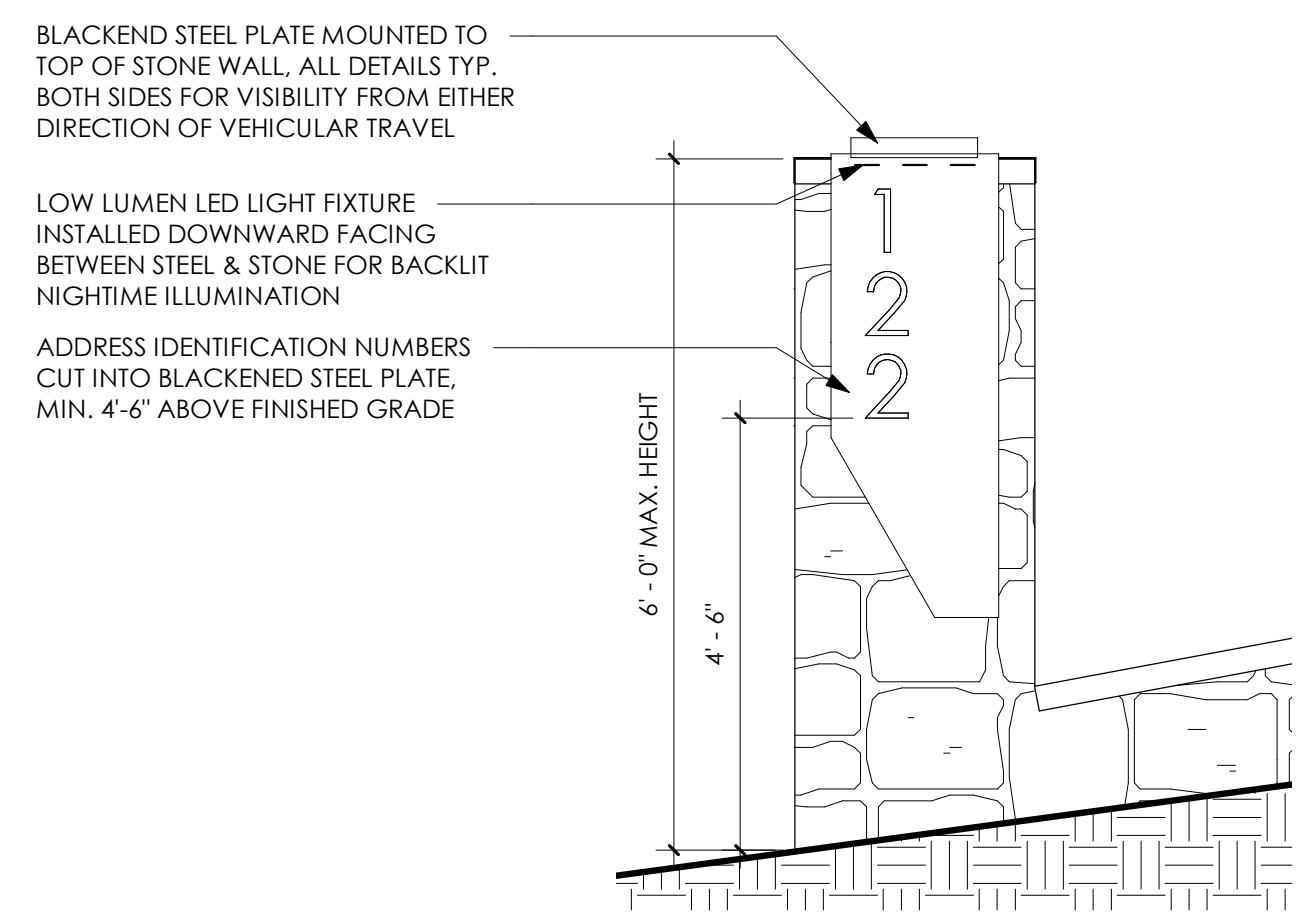 BLACKEND STEEL PLATE MOUNTED TO
TOP OF STONE WALL, ALL DETAILS TYP.
BOTH SIDES FOR VISIBILITY FROM EITHER
DIRECTION OF VEHICULAR TRAVEL
LOW LUMEN LED LIGHT FIXTURE
INSTALLED DOWNWARD FACING
BETWEEN STEEL & STONE FOR BACKLIT
NIGHTIME ILLUMINATION
ADDRESS IDENTIFICATION NUMBERS
CUT INTO BLACKENED STEEL PLATE,
MIN. 4'-6" ABOVE FINISHED GRADE
6' - 0" MAX. HEIGHT
4' - 6"
1
2
2